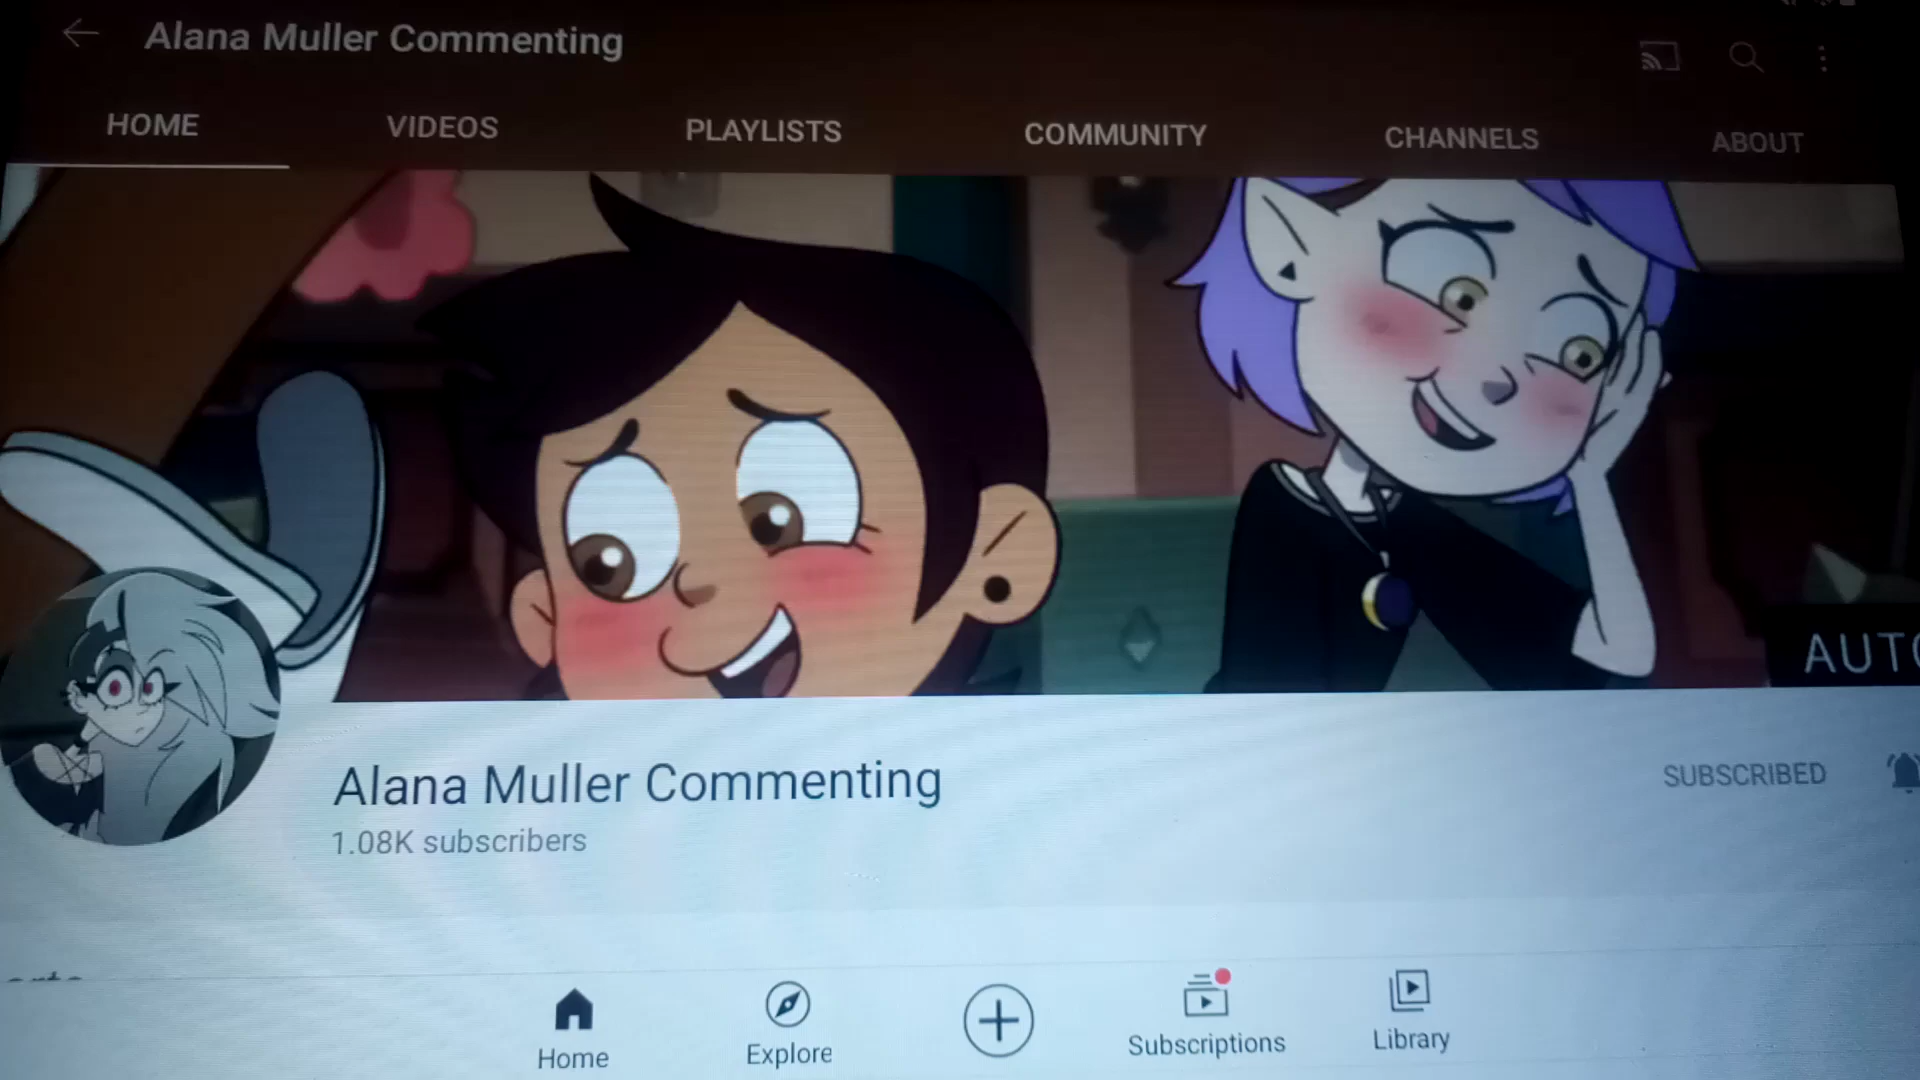 Alana Muller Commenting
HOME VIDEOS PLAYLISTS COMMUNITY CHANNELS ABOUT
Alana Muller Commenting
1.08K subscribers
SUBSCRIBED
Home Explore Subscriptions Library